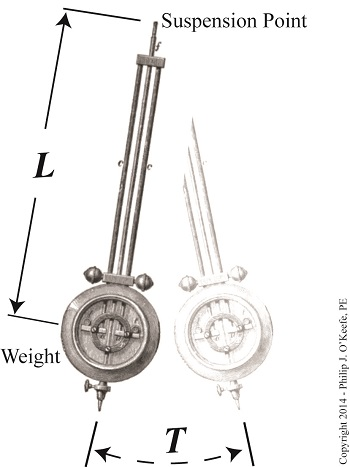 Suspension Point
L
Weight
T
Copyright 2014 - Philip J. O'Keefe, PE